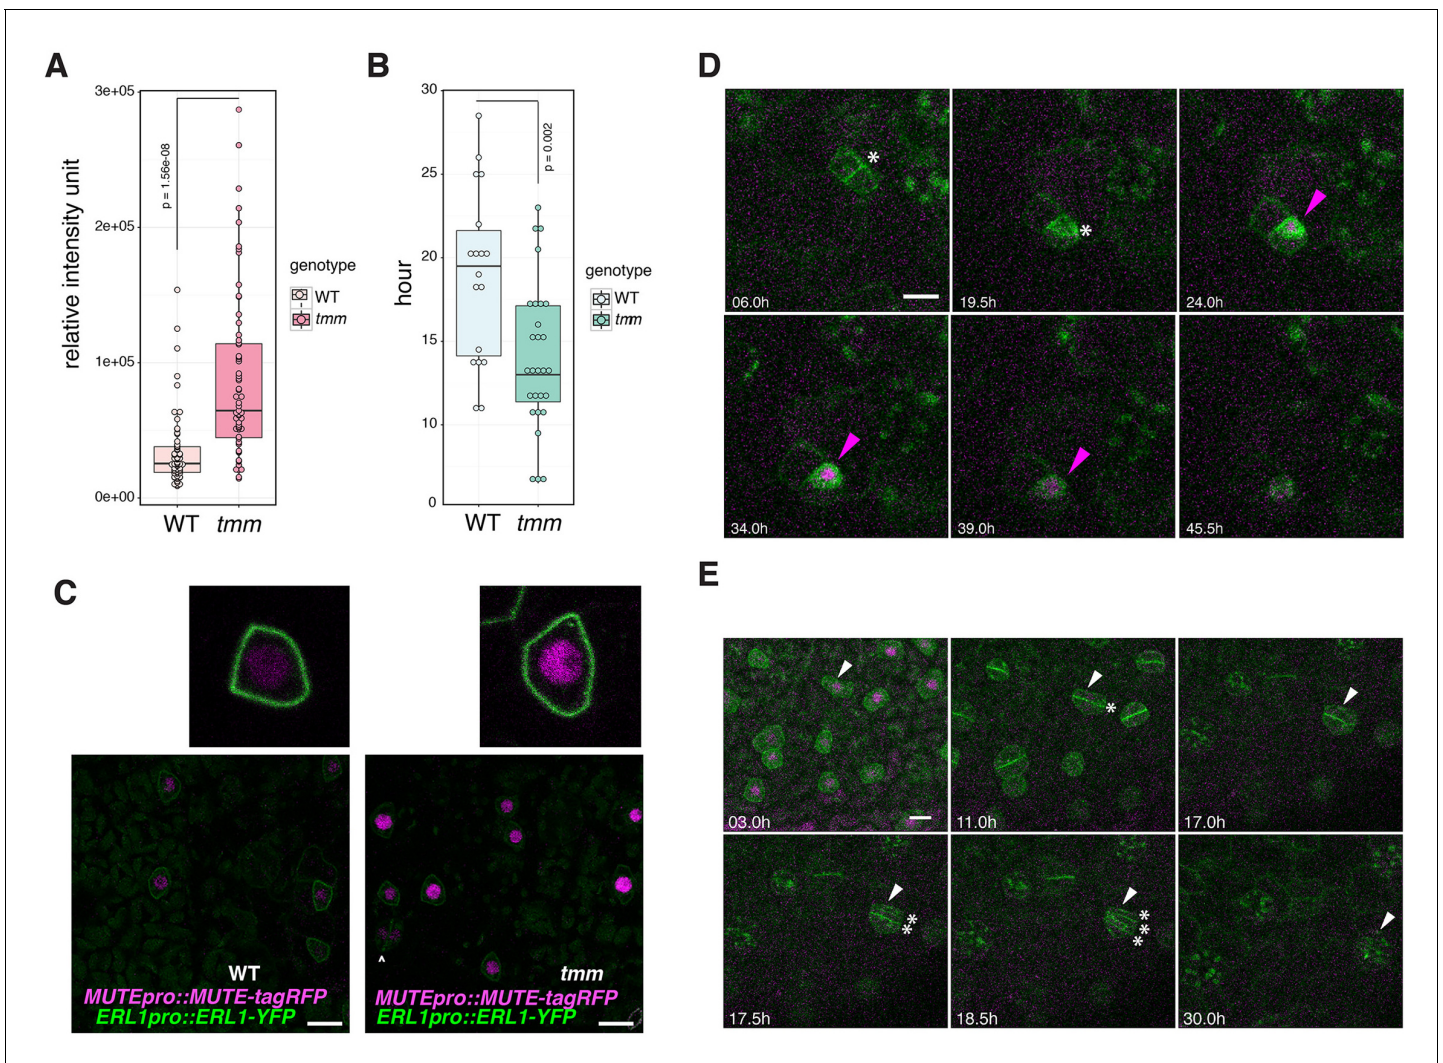 A
relative intensity unit
3e+05
2e+05
1e+05
0e+00
p = 1.56e-08
WT
tmm
genotype
WT
tmm
B
hour
30
25
20
15
10
0
p = 0.002
WT
tmm
genotype
WT
tmm
C
WT
MUTEpro::MUTE-tagRFP
ERL1pro::ERL1-YFP
^
tmm
MUTEpro::MUTE-tagRFP
ERL1pro::ERL1-YFP
D
*
06.0h
*
19.5h
24.0h
34.0h
39.0h
45.5h
E
03.0h
*
11.0h
17.0h
**
17.5h
***
18.5h
30.0h